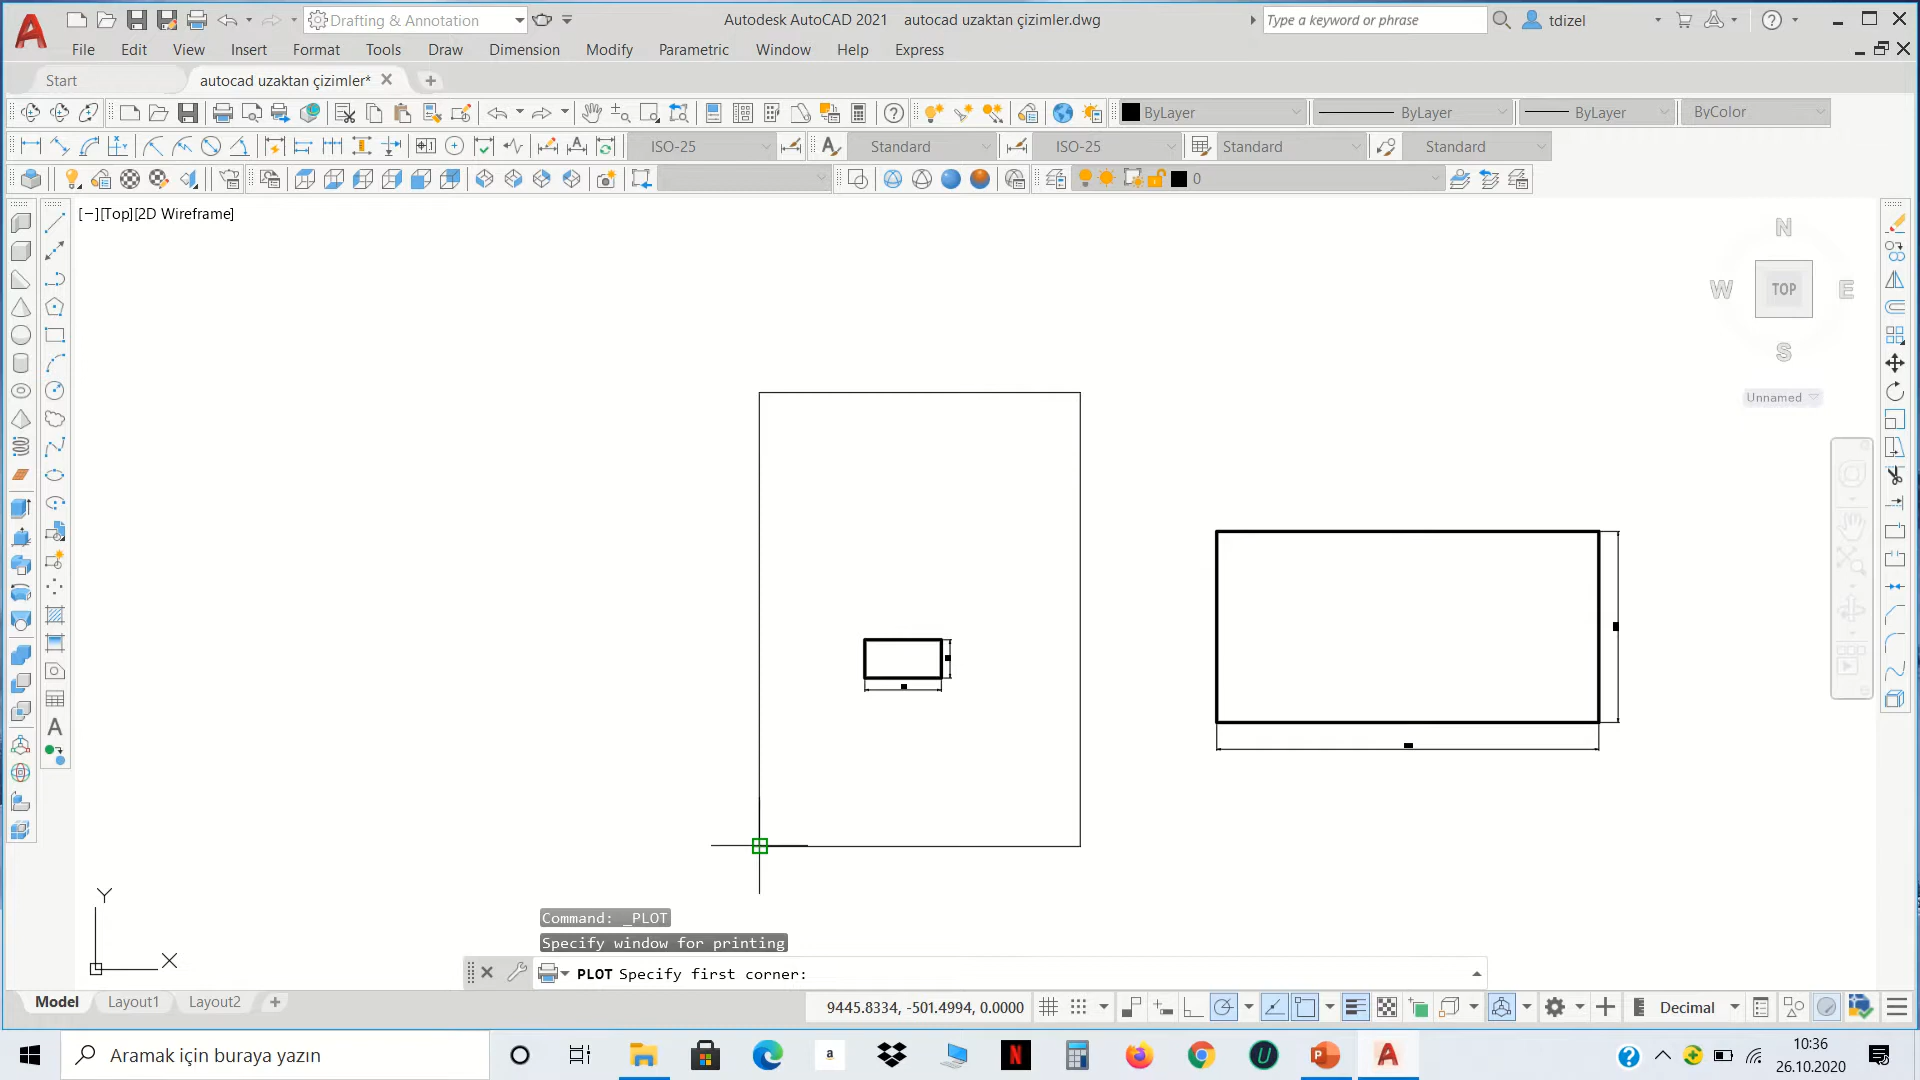 Drafting & Annotation
Autodesk AutoCAD 2021 autocad uzaktan çizimler.dwg
Type a keyword or phrase
tdizel
File Edit View Insert Format Tools Draw Dimension Modify Parametric Window Help Express
Start
autocad uzaktan çizimler*
ByLayer
ByLayer
ByLayer
ByColor
ISO-25
Standard
ISO-25
Standard
Standard
0
[−][Top][2D Wireframe]
N
W
TOP
E
S
Unnamed
A
Y
X
Command: _PLOT
Specify window for printing
PLOT Specify first corner:
Model Layout1 Layout2
9445.8334, -501.4994, 0.0000
Decimal
Aramak için buraya yazın
10:36
26.10.2020